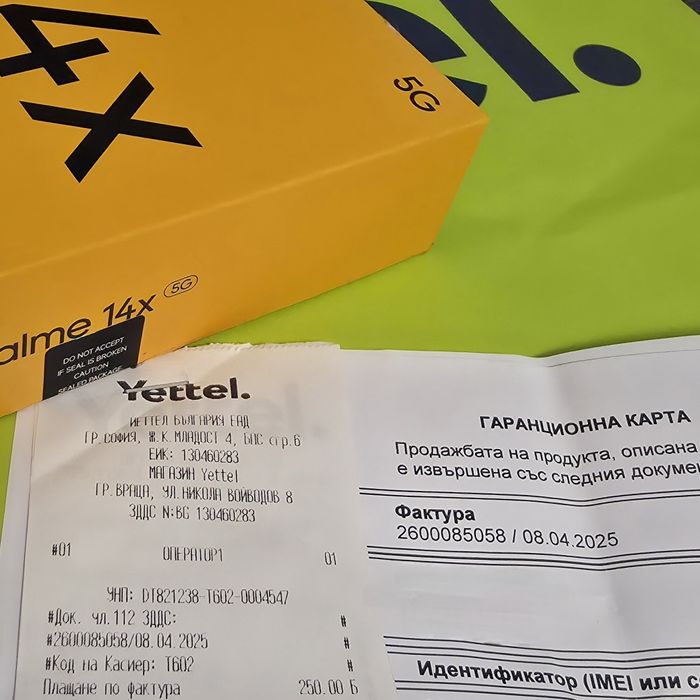 4X
5G
el.
alme 14x 5G
DO NOT ACCEPT
IF SEAL IS BROKEN
CAUTION
SEALED PACKAGE
Yettel.
ЙЕТТЕЛ БЪЛГАРИЯ ЕАД
ГР.СОФИЯ, Ж.К.МЛАДОСТ 4, БПС сгр.6
ЕИК: 130460283
МАГАЗИН Yettel
ГР.ВРАЦА, УЛ.НИКОЛА ВОЙВОДОВ 8
ЗДДС N:BG 130460283
#01 ОПЕРАТОР1 01
УНП: DT821238-T602-0004547
#Док. чл.112 ЗДДС: #
#2600085058/08.04.2025 #
#Код на Касиер: T602 #
Плащане по фактура 250.00 Б
ГАРАНЦИОННА КАРТА
Продажбата на продукта, описана
е извършена със следния докуме
Фактура
2600085058 / 08.04.2025
Идентификатор (IMEI или с